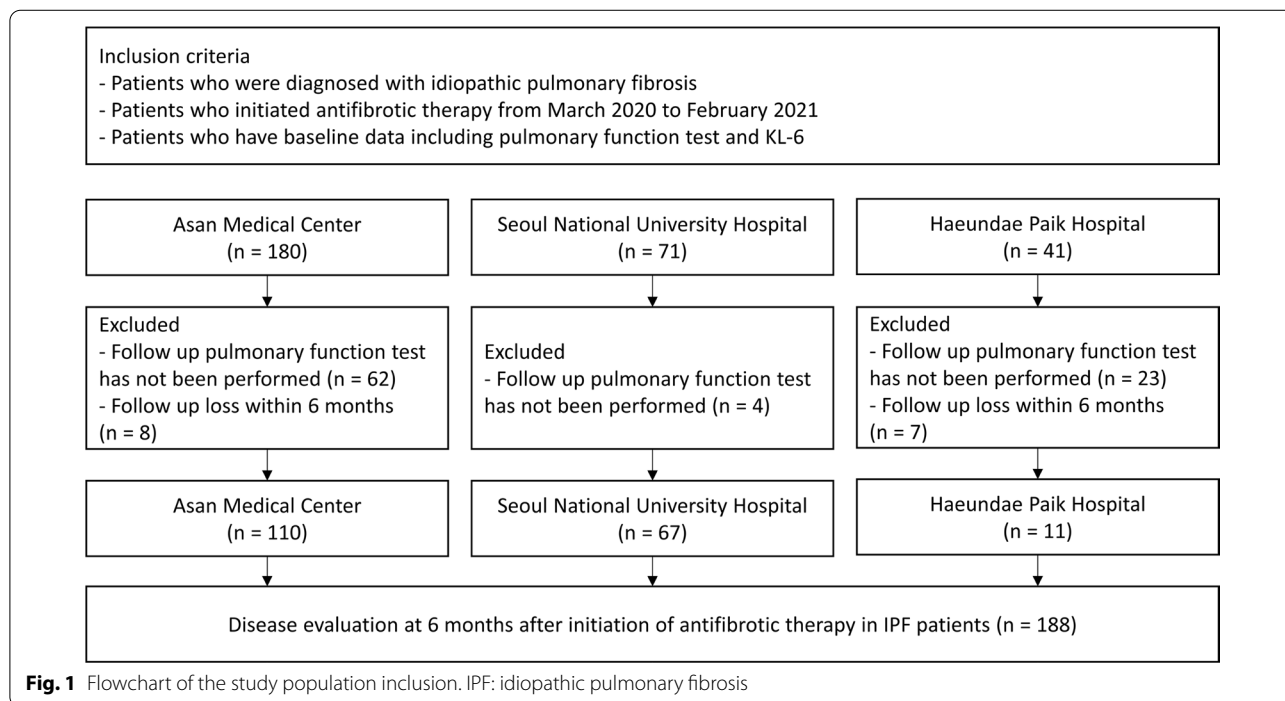 Inclusion criteria
- Patients who were diagnosed with idiopathic pulmonary fibrosis
- Patients who initiated antifibrotic therapy from March 2020 to February 2021
- Patients who have baseline data including pulmonary function test and KL-6
Asan Medical Center
(n = 180)
Seoul National University Hospital
(n = 71)
Haeundae Paik Hospital
(n = 41)
Excluded
- Follow up pulmonary function test
has not been performed (n = 62)
- Follow up loss within 6 months
(n = 8)
Excluded
- Follow up pulmonary function test
has not been performed (n = 4)
Excluded
- Follow up pulmonary function test
has not been performed (n = 23)
- Follow up loss within 6 months
(n = 7)
Asan Medical Center
(n = 110)
Seoul National University Hospital
(n = 67)
Haeundae Paik Hospital
(n = 11)
Disease evaluation at 6 months after initiation of antifibrotic therapy in IPF patients (n = 188)
Fig. 1 Flowchart of the study population inclusion. IPF: idiopathic pulmonary fibrosis